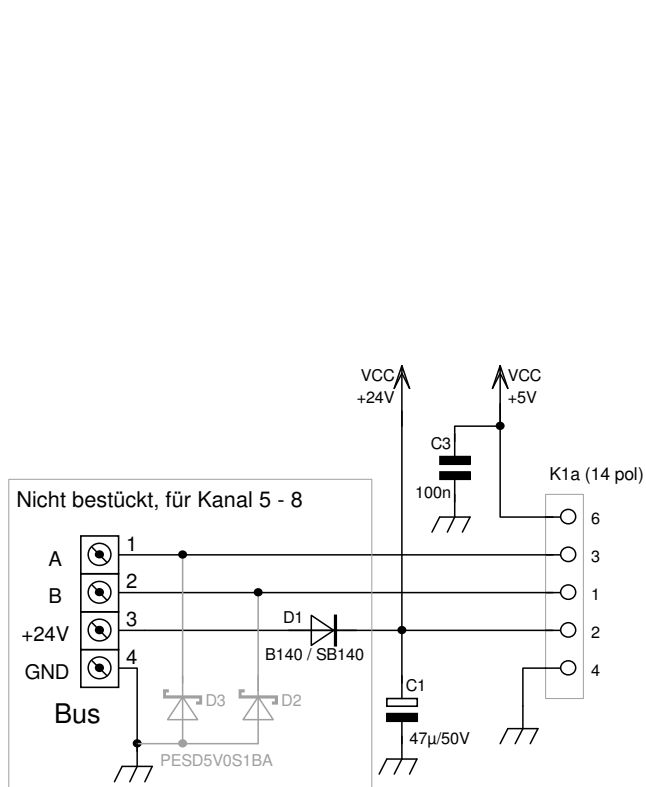 VCC
+24V
VCC
+5V
C3
100n
K1a (14 pol)
Nicht bestückt, für Kanal 5 - 8
A
1
B
2
+24V
3
GND
4
Bus
D1
B140 / SB140
D3
D2
PESD5V0S1BA
C1
47µ/50V
6
3
1
2
4